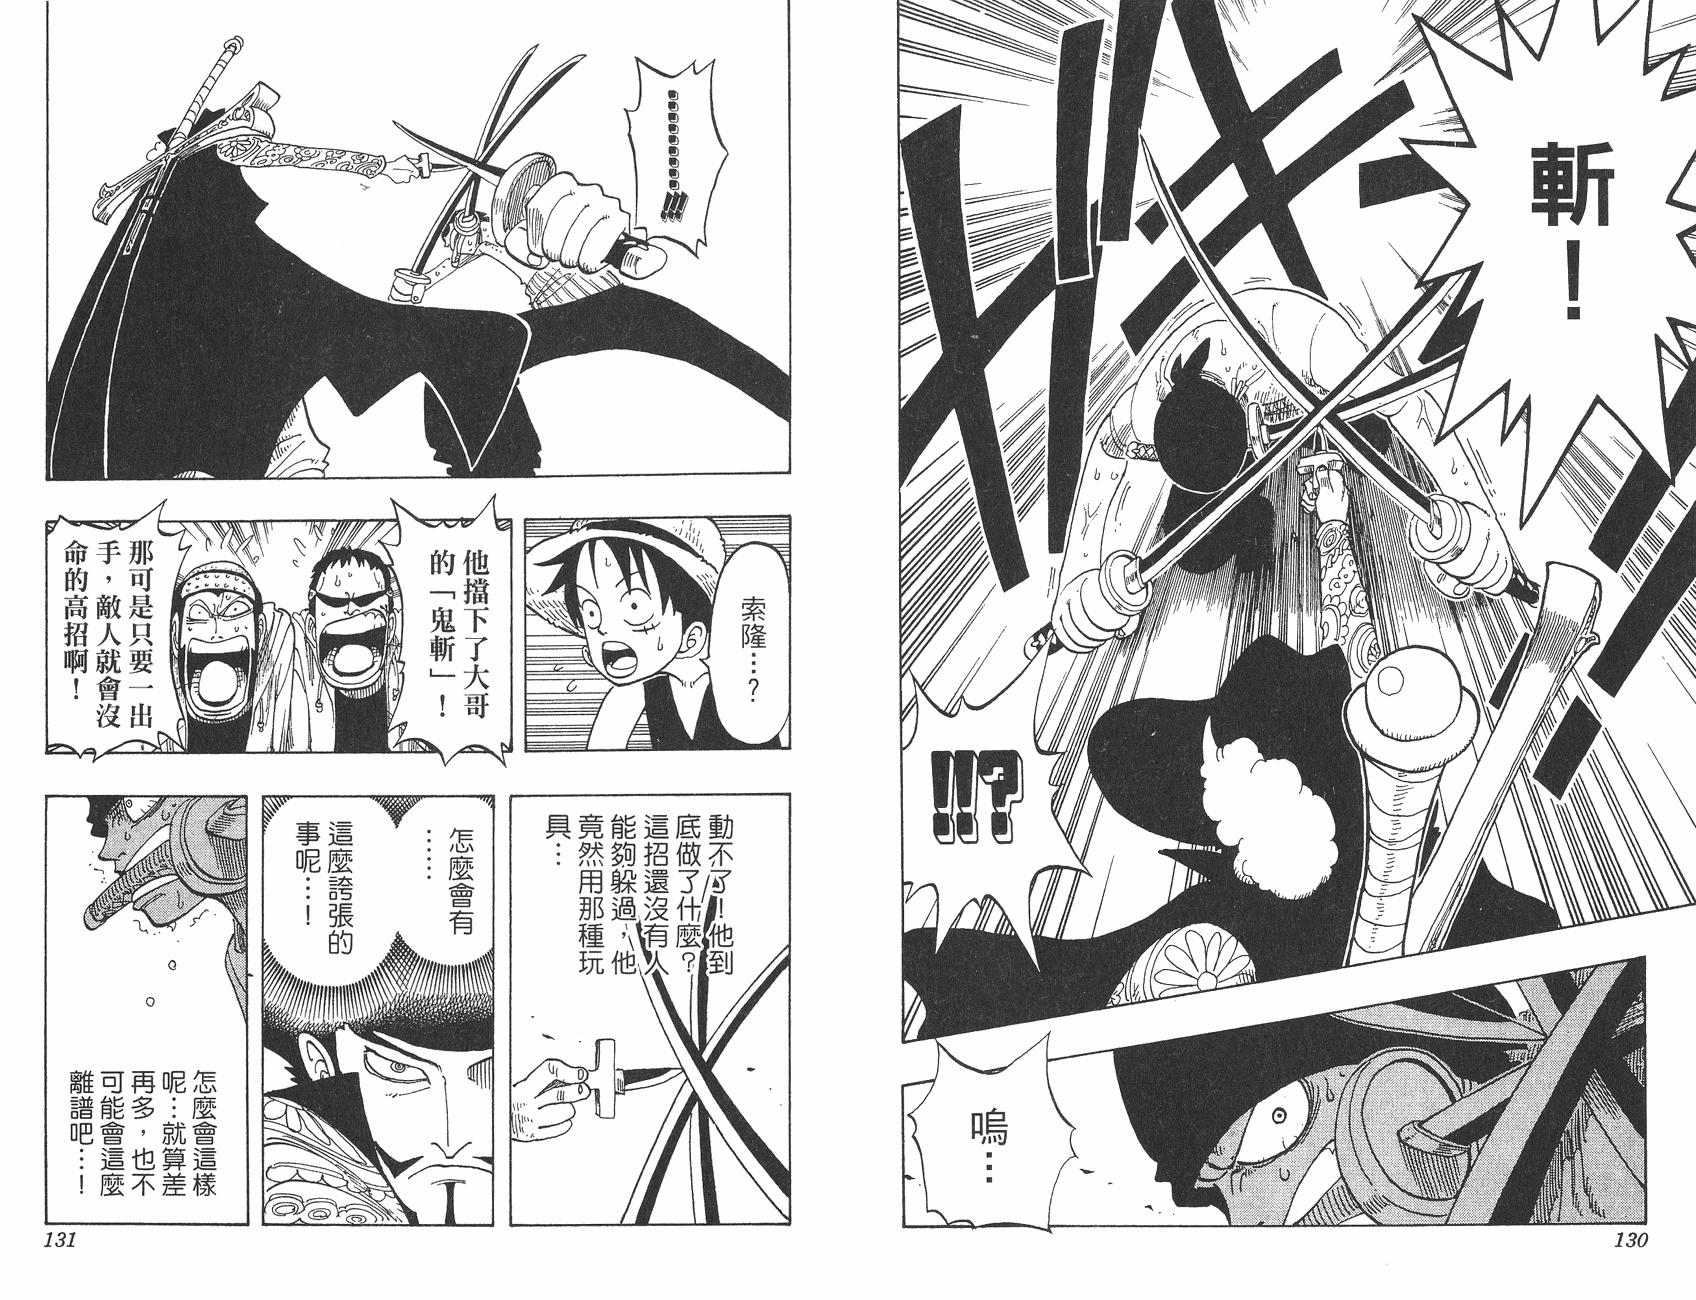 斬！
!!?
嗚…
130
………!!!
索隆…？
他擋下了大哥
的「鬼斬」！
那可是只要一出
手，敵人就會沒
命的高招啊！
動不了！他到
底做了什麼？
這招還沒有人
能夠躲過，他
竟然用那種玩
具…
怎麼會有
……
這麼誇張的
事呢…！
怎麼會這樣
呢…就算差
再多，也不
可能會這麼
離譜吧…！
131